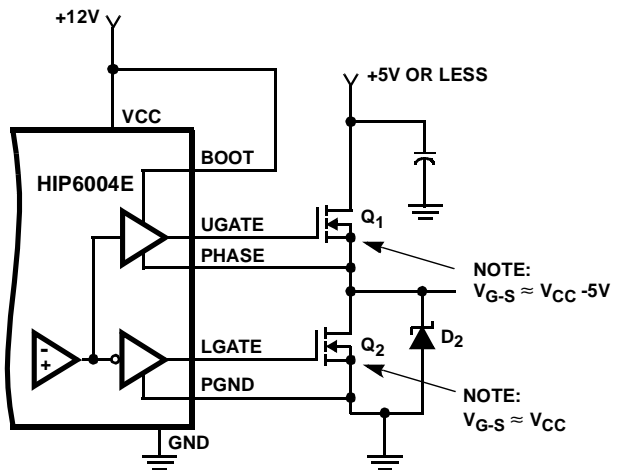 +12V
+5V OR LESS
VCC
BOOT
HIP6004E
UGATE
Q1
PHASE
NOTE:
VG-S ≈ VCC -5V
- +
LGATE
Q2
D2
PGND
NOTE:
VG-S ≈ VCC
GND